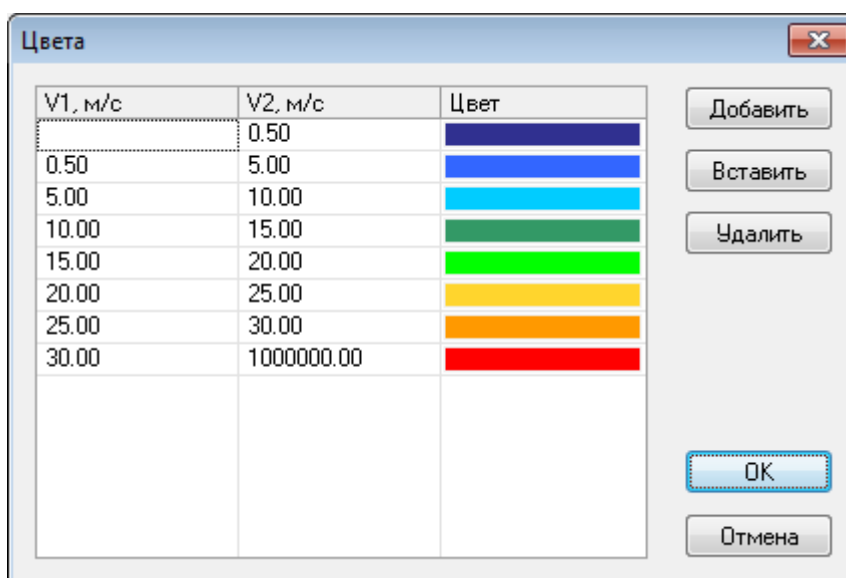 Цвета
V1, м/с V2, м/с Цвет
0.50
0.50 5.00
5.00 10.00
10.00 15.00
15.00 20.00
20.00 25.00
25.00 30.00
30.00 1000000.00
Добавить
Вставить
Удалить
OK
Отмена